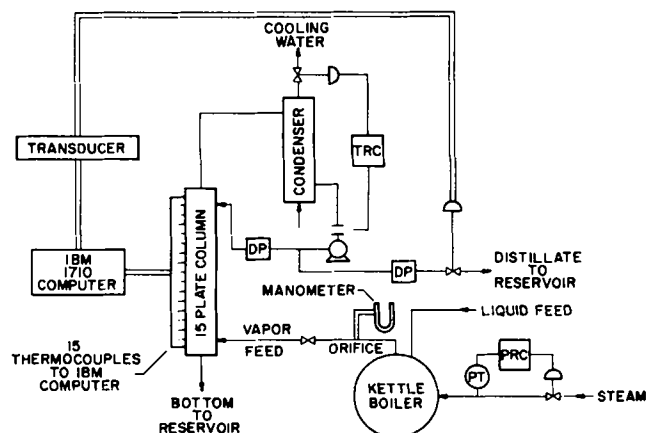 COOLING
WATER
TRANSDUCER
CONDENSER
TRC
IBM
1710
COMPUTER
15 PLATE COLUMN
DP
DP
DISTILLATE
TO
RESERVOIR
MANOMETER
LIQUID FEED
VAPOR
FEED
ORIFICE
15
THERMOCOUPLES
TO IBM
COMPUTER
KETTLE
BOILER
PT
PRC
STEAM
BOTTOM
TO
RESERVOIR